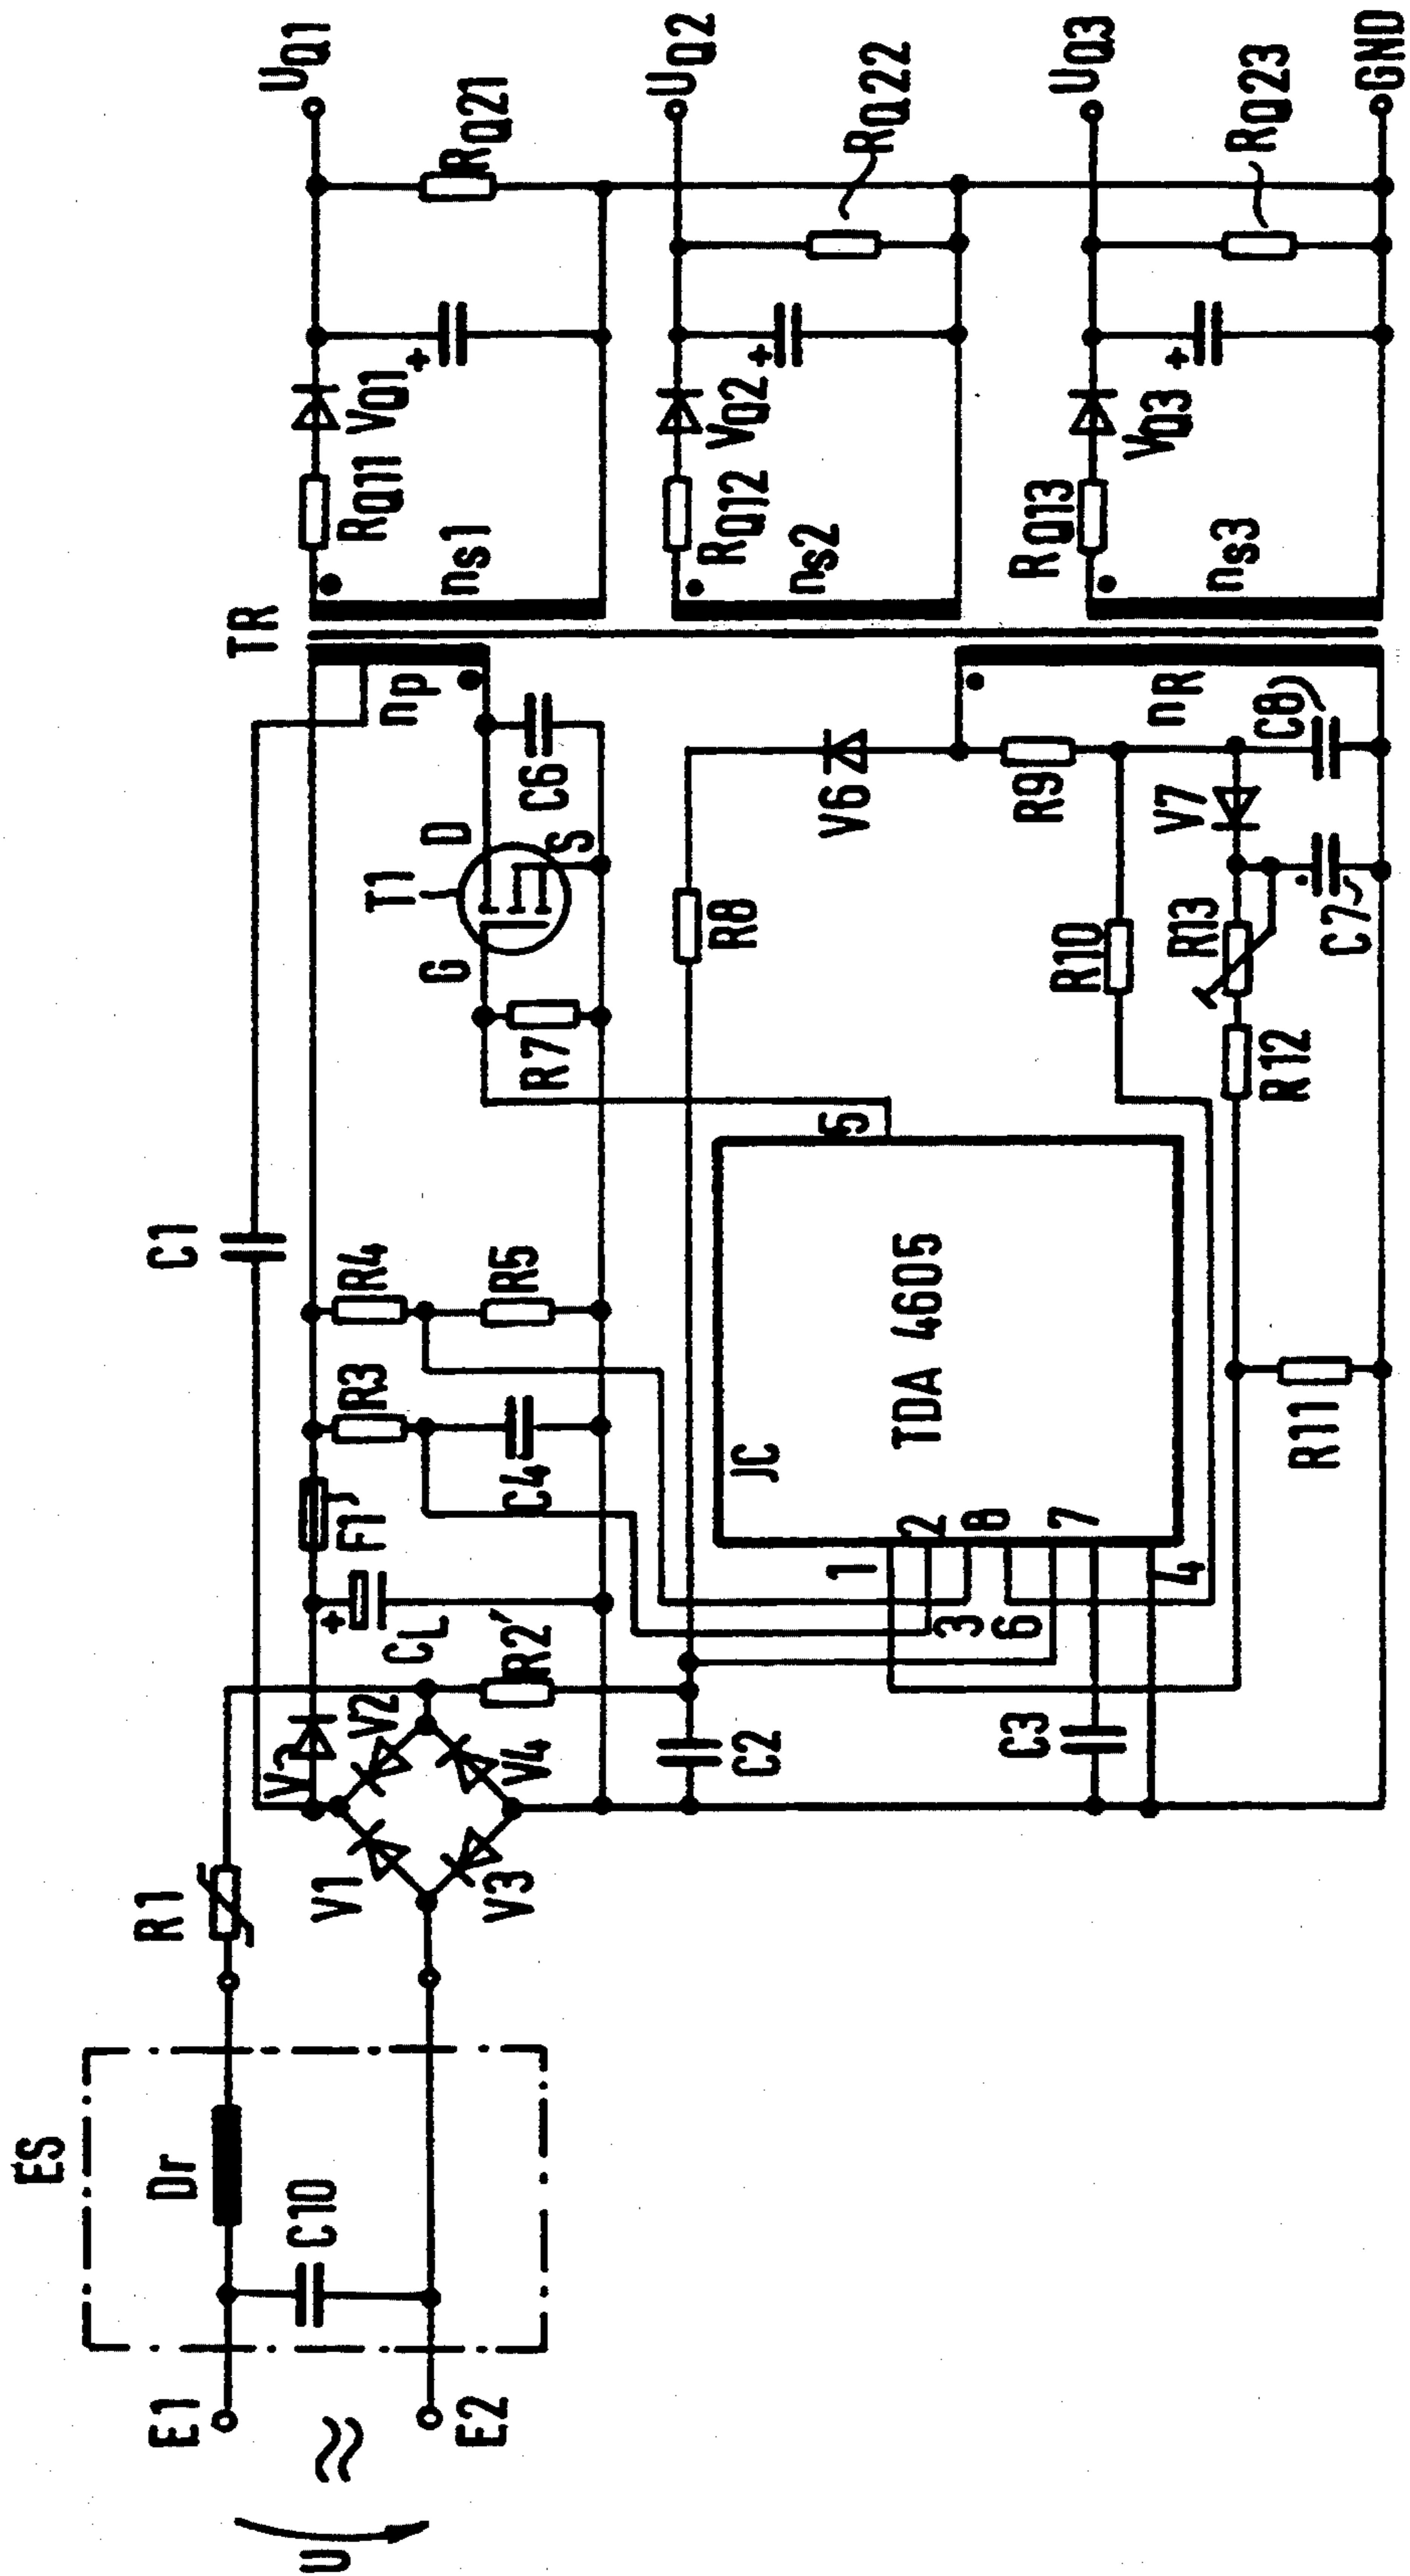 U
E1
E2
ES
Dr
C10
R1
V1
V2
V3
V4
CL
R2'
F1
R3
C4
R4
R5
C1
C2
C3
JC
TDA 4605
1
2
3
8
6
7
4
5
R7
G
T1
D
S
C6
TR
np
R8
V6
R9
nR
C8
V7
C7
R10
R13
R12
R11
ns1
RQ11
VQ1
RQ21
UQ1
ns2
RQ12
VQ2
RQ22
UQ2
ns3
RQ13
VQ3
RQ23
UQ3
GND